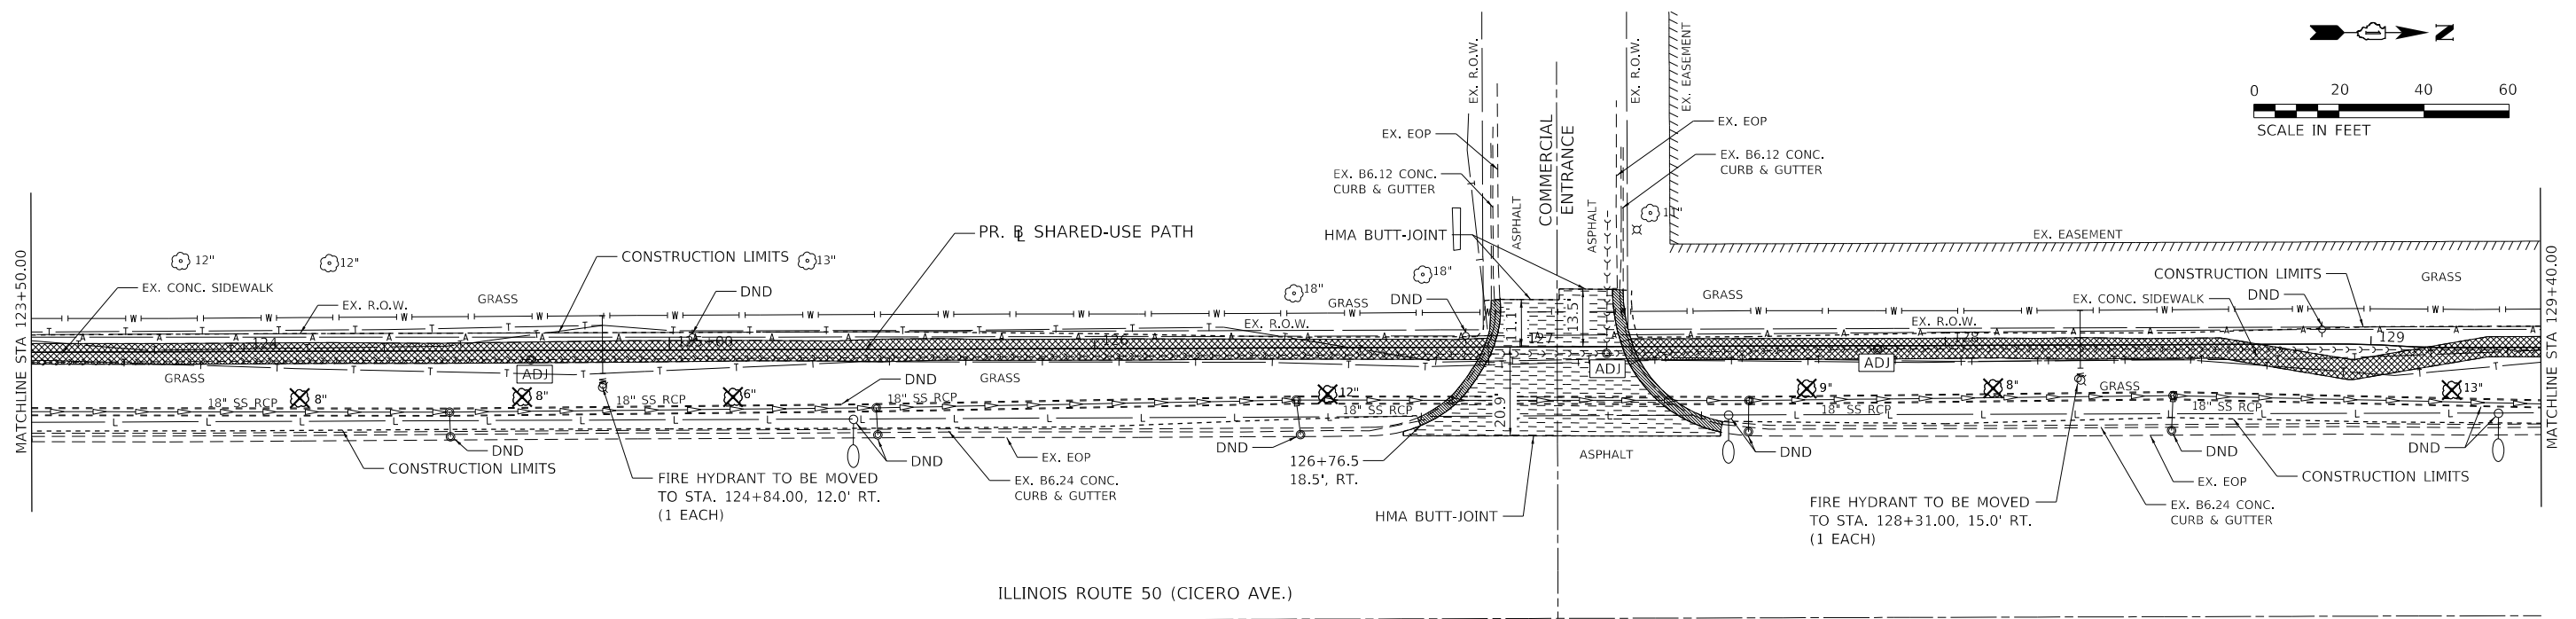 N
0 20 40 60
SCALE IN FEET
EX. R.O.W.
EX. R.O.W.
EX. EASEMENT
COMMERCIAL
ENTRANCE
EX. EOP
EX. EOP
EX. B6.12 CONC.
CURB & GUTTER
EX. B6.12 CONC.
CURB & GUTTER
ASPHALT
ASPHALT
HMA BUTT-JOINT
MATCHLINE STA 123+50.00
12"
12"
13"
18"
18"
PR. BL SHARED-USE PATH
CONSTRUCTION LIMITS
EX. CONC. SIDEWALK
EX. R.O.W.
GRASS
DND
GRASS
DND
EX. R.O.W.
EX. EASEMENT
CONSTRUCTION LIMITS
GRASS
GRASS
EX. CONC. SIDEWALK
DND
EX. R.O.W.
MATCHLINE STA 129+40.00
124
126
127
128
129
11.1'
13.5'
20.9'
ADJ
ADJ
ADJ
GRASS
GRASS
GRASS
DND
8"
8"
6"
12"
9"
8"
13"
18" SS RCP
18" SS RCP
18" SS RCP
18" SS RCP
18" SS RCP
18" SS RCP
DND
DND
DND
DND
DND
DND
CONSTRUCTION LIMITS
CONSTRUCTION LIMITS
EX. EOP
EX. EOP
EX. B6.24 CONC.
CURB & GUTTER
EX. B6.24 CONC.
CURB & GUTTER
ASPHALT
126+76.5
18.5', RT.
HMA BUTT-JOINT
FIRE HYDRANT TO BE MOVED
TO STA. 124+84.00, 12.0' RT.
(1 EACH)
FIRE HYDRANT TO BE MOVED
TO STA. 128+31.00, 15.0' RT.
(1 EACH)
ILLINOIS ROUTE 50 (CICERO AVE.)